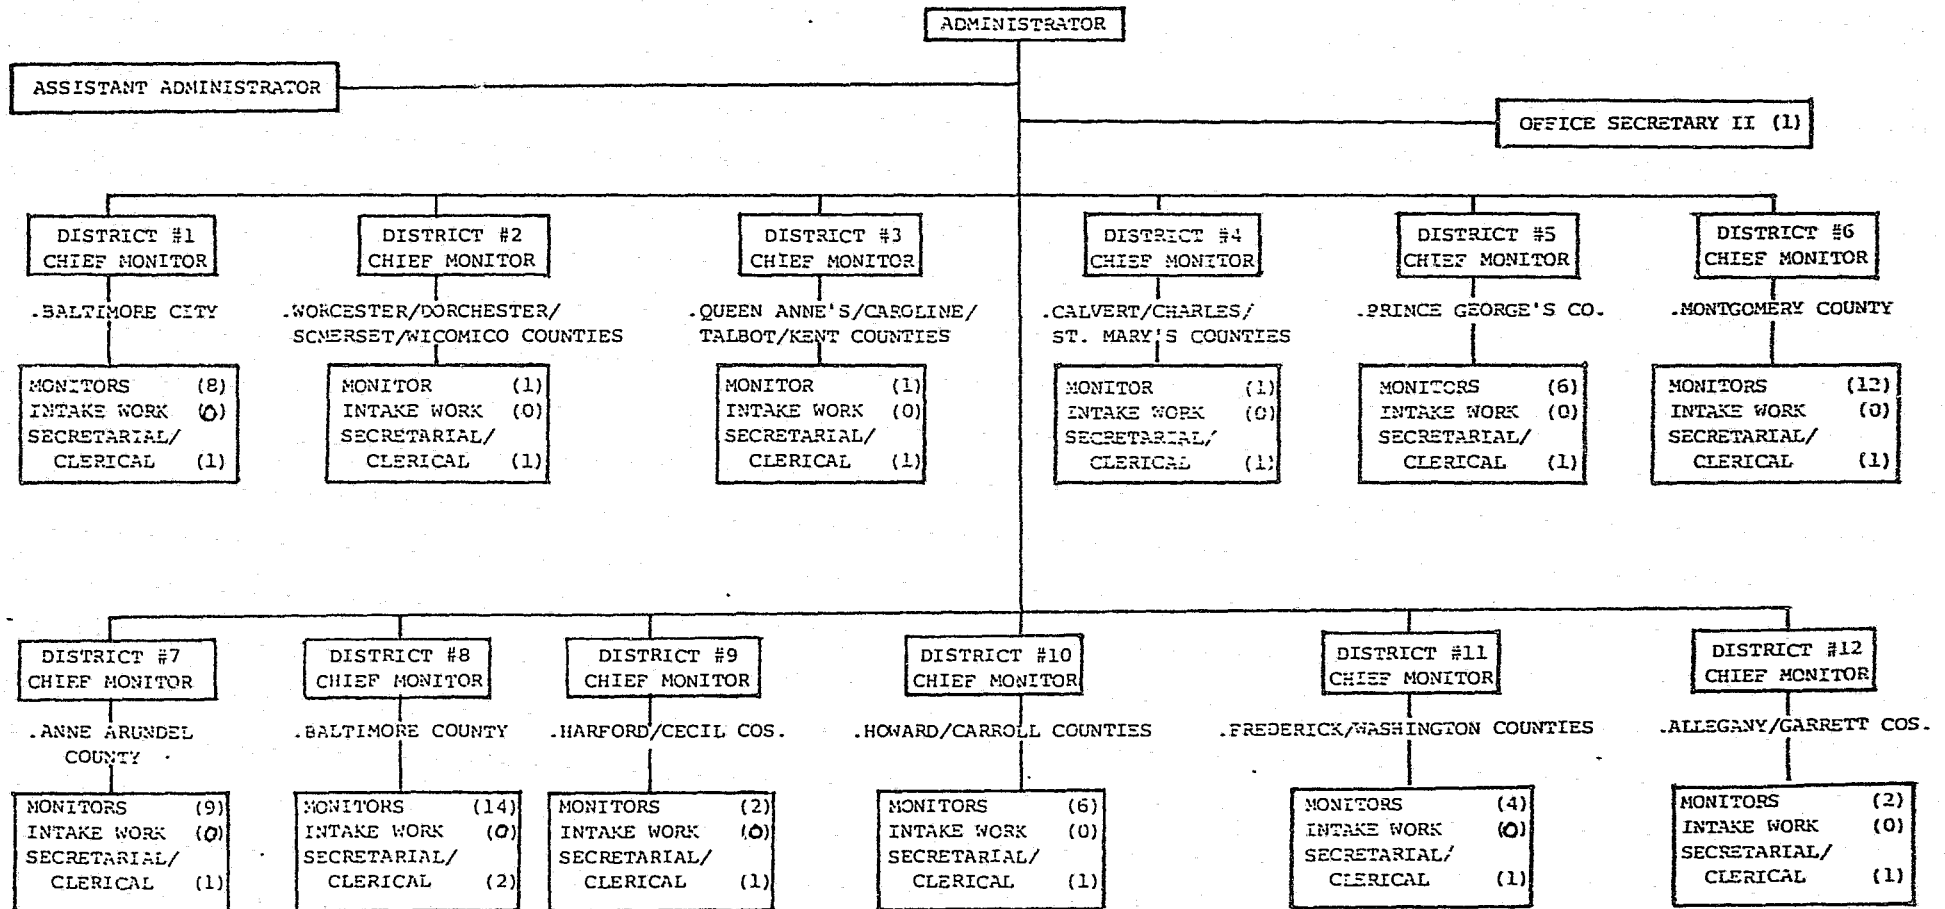 ADMINISTRATOR
ASSISTANT ADMINISTRATOR
OFFICE SECRETARY II (1)
DISTRICT #1
CHIEF MONITOR
.BALTIMORE CITY
MONITORS (8)
INTAKE WORK (0)
SECRETARIAL/
CLERICAL (1)
DISTRICT #2
CHIEF MONITOR
.WORCESTER/DORCHESTER/
SOMERSET/WICOMICO COUNTIES
MONITOR (1)
INTAKE WORK (0)
SECRETARIAL/
CLERICAL (1)
DISTRICT #3
CHIEF MONITOR
.QUEEN ANNE'S/CAROLINE/
TALBOT/KENT COUNTIES
MONITOR (1)
INTAKE WORK (0)
SECRETARIAL/
CLERICAL (1)
DISTRICT #4
CHIEF MONITOR
.CALVERT/CHARLES/
ST. MARY'S COUNTIES
MONITOR (1)
INTAKE WORK (0)
SECRETARIAL/
CLERICAL (1)
DISTRICT #5
CHIEF MONITOR
.PRINCE GEORGE'S CO.
MONITORS (6)
INTAKE WORK (0)
SECRETARIAL/
CLERICAL (1)
DISTRICT #6
CHIEF MONITOR
.MONTGOMERY COUNTY
MONITORS (12)
INTAKE WORK (0)
SECRETARIAL/
CLERICAL (1)
DISTRICT #7
CHIEF MONITOR
.ANNE ARUNDEL
COUNTY
MONITORS (9)
INTAKE WORK (0)
SECRETARIAL/
CLERICAL (1)
DISTRICT #8
CHIEF MONITOR
.BALTIMORE COUNTY
MONITORS (14)
INTAKE WORK (0)
SECRETARIAL/
CLERICAL (2)
DISTRICT #9
CHIEF MONITOR
.HARFORD/CECIL COS.
MONITORS (2)
INTAKE WORK (0)
SECRETARIAL/
CLERICAL (1)
DISTRICT #10
CHIEF MONITOR
.HOWARD/CARROLL COUNTIES
MONITORS (6)
INTAKE WORK (0)
SECRETARIAL/
CLERICAL (1)
DISTRICT #11
CHIEF MONITOR
.FREDERICK/WASHINGTON COUNTIES
MONITORS (4)
INTAKE WORK (0)
SECRETARIAL/
CLERICAL (1)
DISTRICT #12
CHIEF MONITOR
.ALLEGANY/GARRETT COS.
MONITORS (2)
INTAKE WORK (0)
SECRETARIAL/
CLERICAL (1)